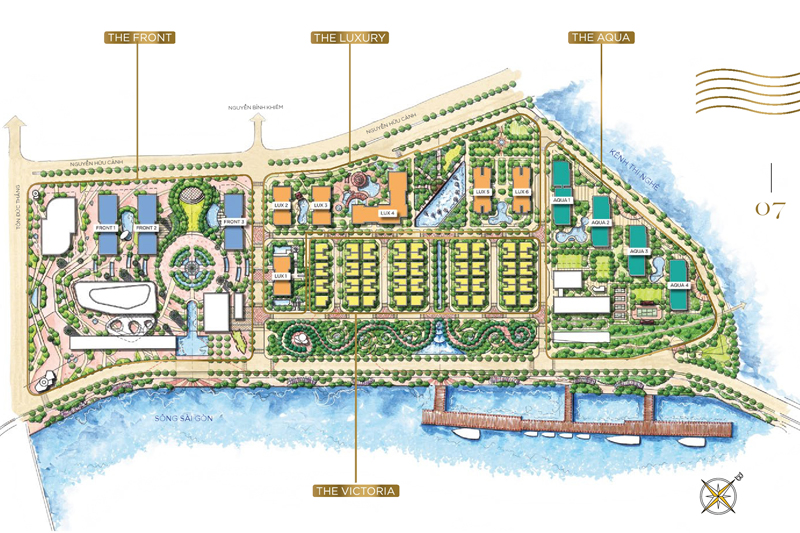 THE FRONT
THE LUXURY
THE AQUA
NGUYỄN BỈNH KHIÊM
NGUYỄN HỮU CẢNH
NGUYỄN HỮU CẢNH
KÊNH THỊ NGHÈ
TÔN ĐỨC THẮNG
07
FRONT 1
FRONT 2
FRONT 3
LUX 2
LUX 3
LUX 4
LUX 5
LUX 6
LUX 1
AQUA 1
AQUA 2
AQUA 3
AQUA 4
SÔNG SÀI GÒN
THE VICTORIA